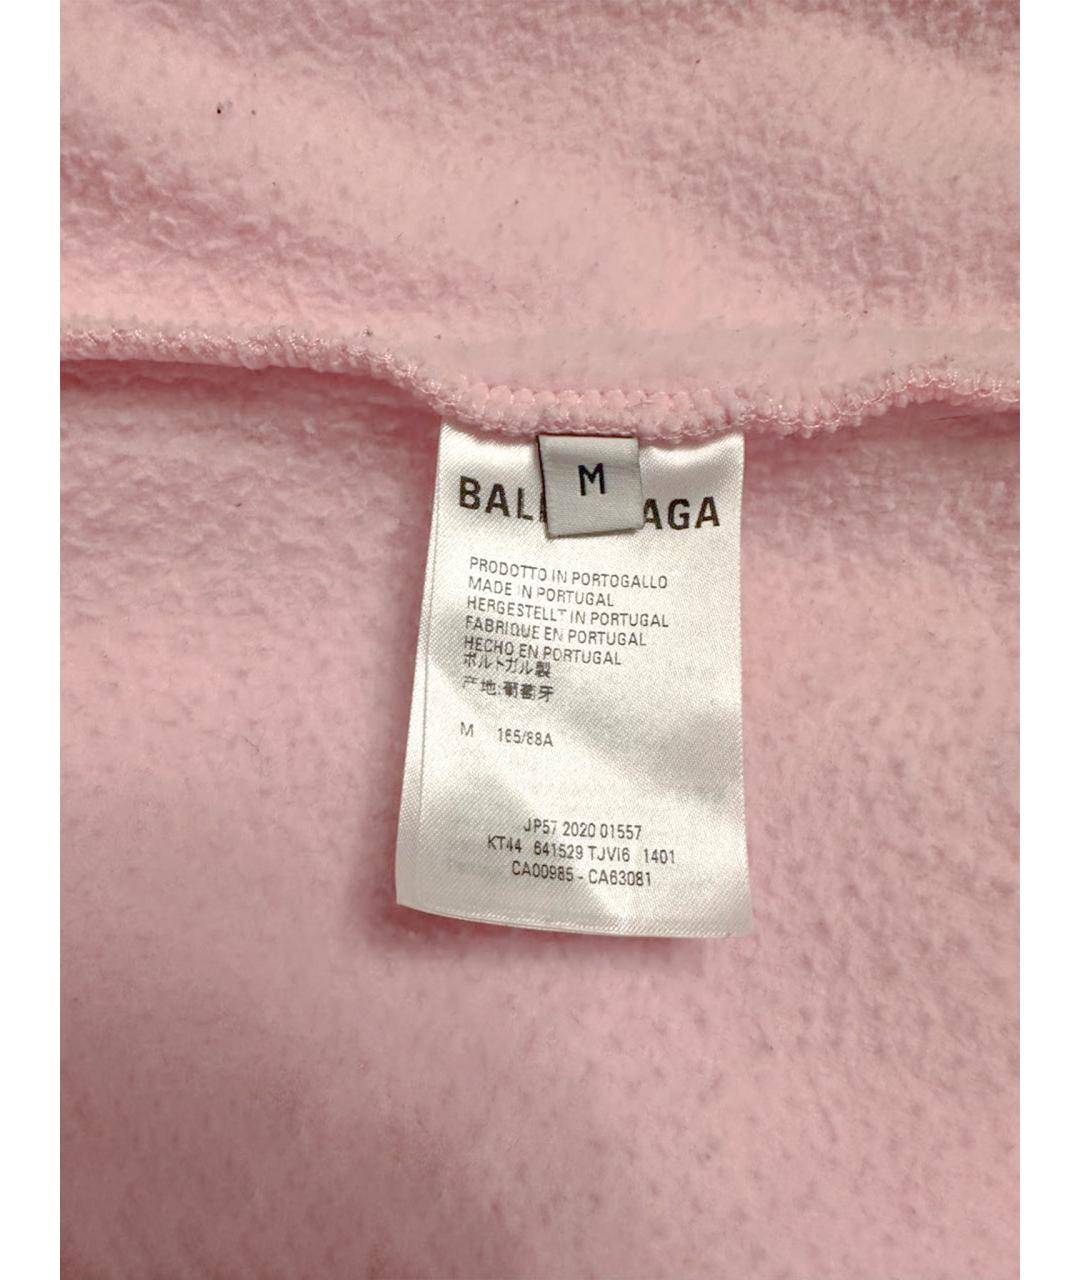 M
BAL AGA
PRODOTTO IN PORTOGALLO
MADE IN PORTUGAL
HERGESTELLT IN PORTUGAL
FABRIQUE EN PORTUGAL
HECHO EN PORTUGAL
ポルトガル製
产地:葡萄牙
M 165/88A
JP57 2020 01557
KT44 641529 TJVI6 1401
CA00985 - CA63081